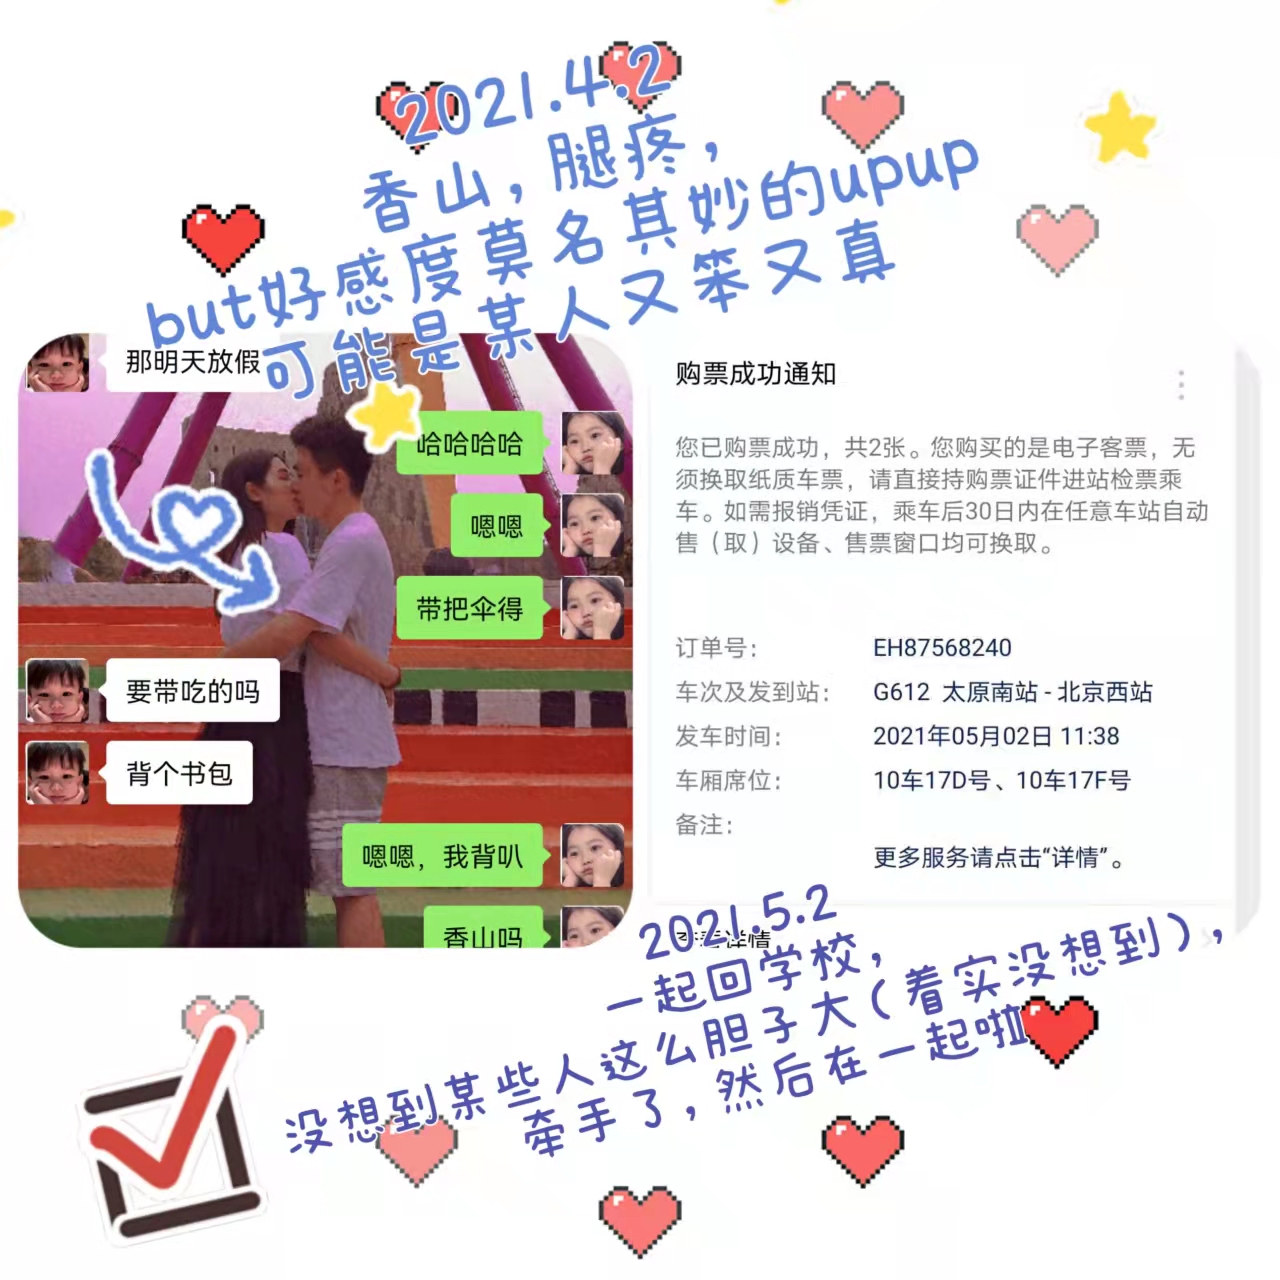 2021.4.2
香山，腿疼，
but好感度莫名其妙的upup
可能是某人又笨又真
那明天放假
哈哈哈哈
嗯嗯
带把伞得
要带吃的吗
背个书包
嗯嗯，我背叭
香山吗
购票成功通知
您已购票成功，共2张。您购买的是电子客票，无
须换取纸质车票，请直接持购票证件进站检票乘
车。如需报销凭证，乘车后30日内在任意车站自动
售（取）设备、售票窗口均可换取。
订单号： EH87568240
车次及发到站： G612 太原南站 - 北京西站
发车时间： 2021年05月02日 11:38
车厢席位： 10车17D号、10车17F号
备注：
更多服务请点击“详情”。
查看详情
2021.5.2
一起回学校，
没想到某些人这么胆子大（着实没想到），
牵手了，然后在一起啦